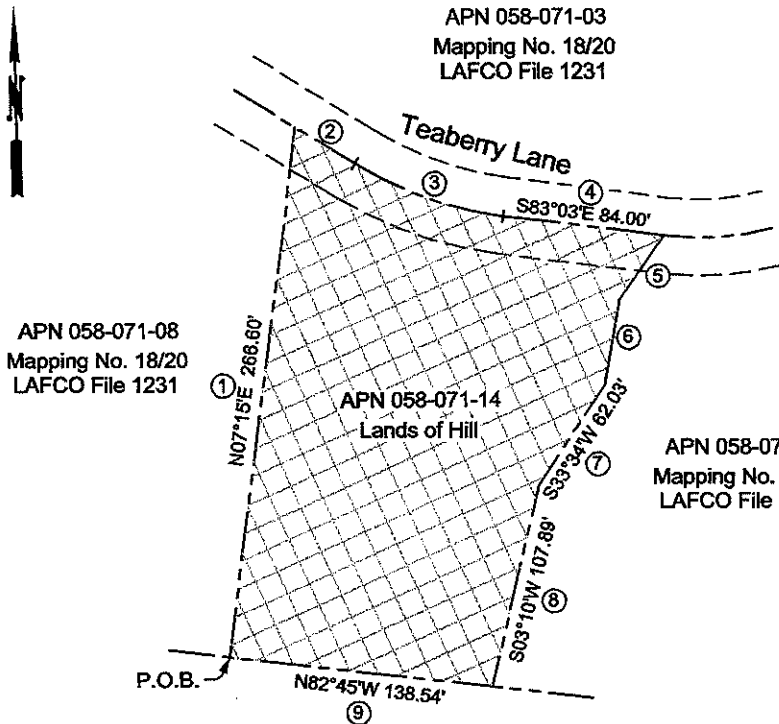 APN 058-071-03
Mapping No. 18/20
LAFCO File 1231
N
Teaberry Lane
2
3
4
S83°03'E 84.00'
5
6
APN 058-071-08
Mapping No. 18/20
LAFCO File 1231
1
N07°15'E 266.60'
APN 058-071-14
Lands of Hill
S33°34'W 62.03'
7
APN 058-07
Mapping No.
LAFCO File
S03°10'W 107.89'
8
P.O.B.
N82°45'W 138.54'
9